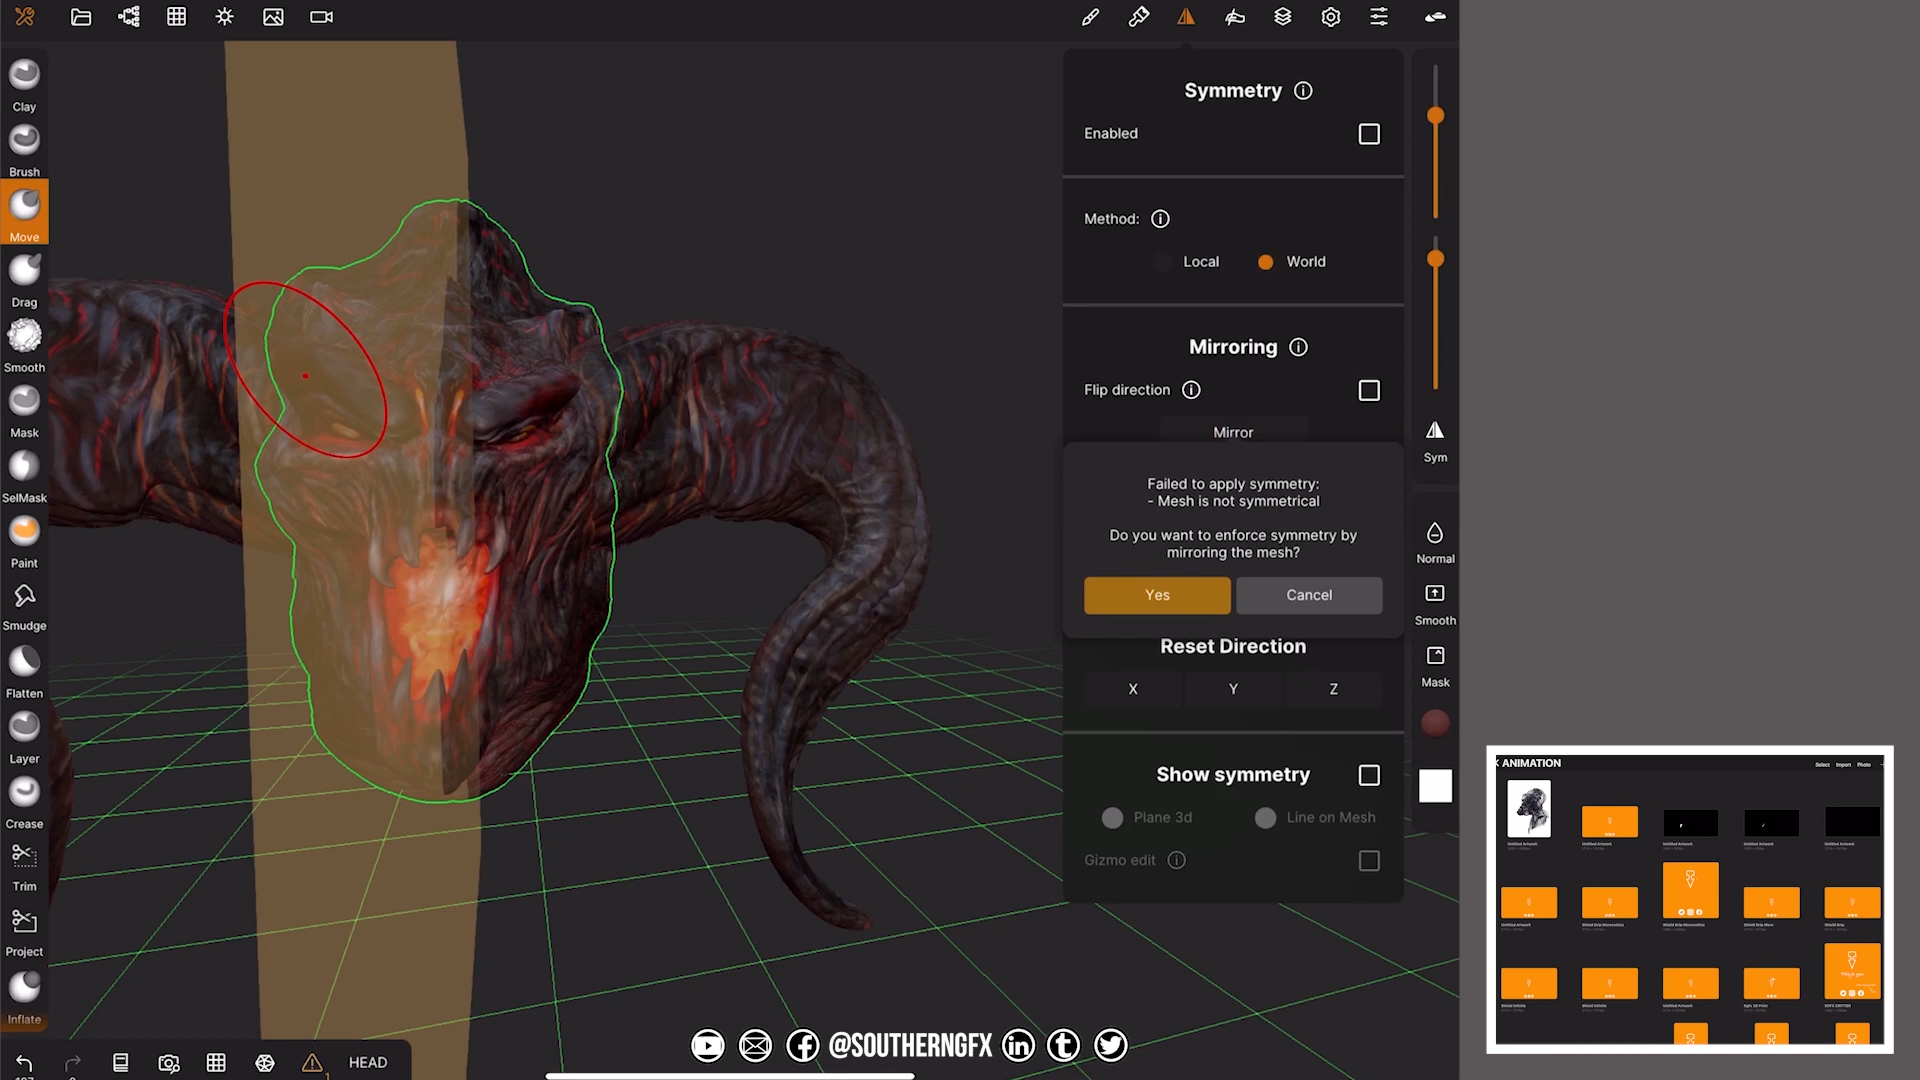 Clay
Brush
Move
Drag
Smooth
Mask
SelMask
Paint
Smudge
Flatten
Layer
Crease
Trim
Project
Inflate
HEAD
Symmetry
Enabled
Method:
Local
World
Mirroring
Flip direction
Mirror
Failed to apply symmetry:
- Mesh is not symmetrical
Do you want to enforce symmetry by
mirroring the mesh?
Yes
Cancel
Reset Direction
X
Y
Z
Show symmetry
Plane 3d
Line on Mesh
Gizmo edit
Sym
Normal
Smooth
Mask
@SOUTHERNGFX
ANIMATION
Select
Import
Photo